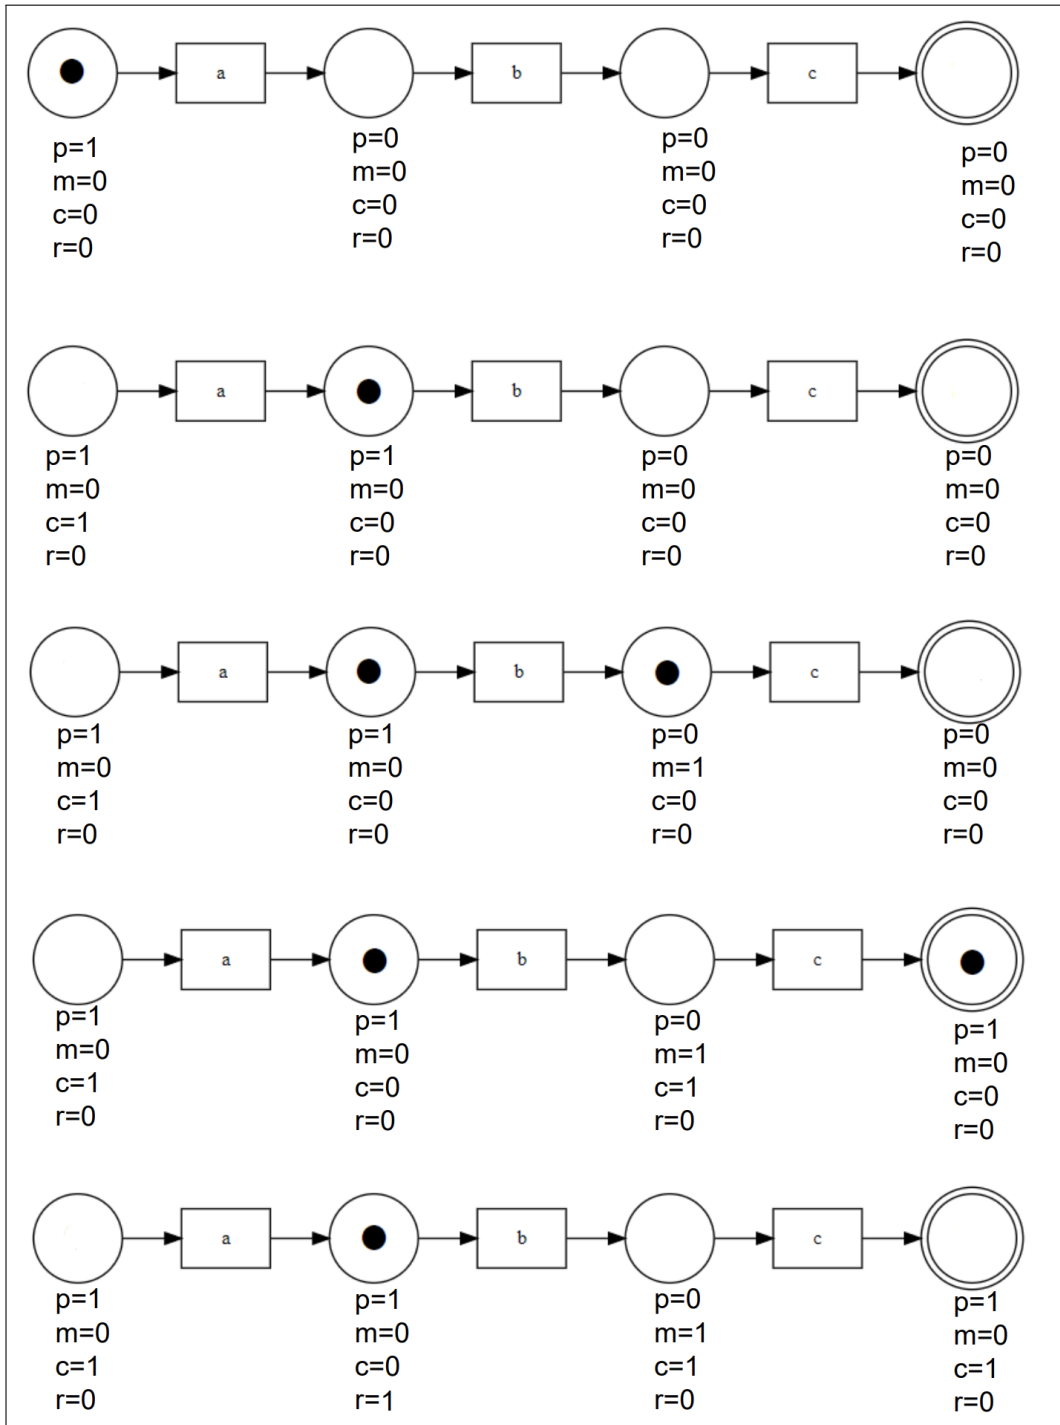 a b c
p=1 p=0 p=0 p=0
m=0 m=0 m=0 m=0
c=0 c=0 c=0 c=0
r=0 r=0 r=0 r=0
a b c
p=1 p=1 p=0 p=0
m=0 m=0 m=0 m=0
c=1 c=0 c=0 c=0
r=0 r=0 r=0 r=0
a b c
p=1 p=1 p=0 p=0
m=0 m=0 m=1 m=0
c=1 c=0 c=0 c=0
r=0 r=0 r=0 r=0
a b c
p=1 p=1 p=0 p=1
m=0 m=0 m=1 m=0
c=1 c=0 c=1 c=0
r=0 r=0 r=0 r=0
a b c
p=1 p=1 p=0 p=1
m=0 m=0 m=1 m=0
c=1 c=0 c=1 c=1
r=0 r=1 r=0 r=0